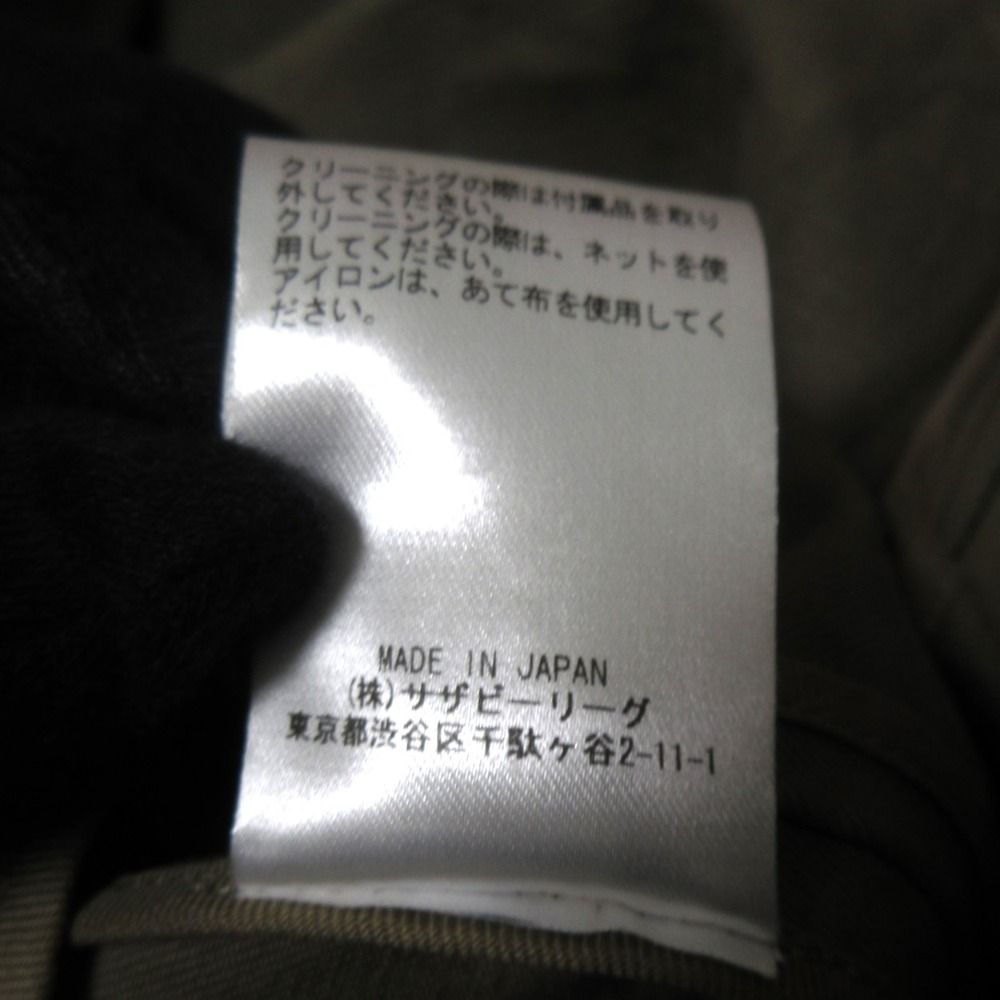 クリーニングの際は付属品を取り
外してください。
クリーニングの際は、ネットを使
用してください。
アイロンは、あて布を使用してく
ださい。
MADE IN JAPAN
(株)サザビーリーグ
東京都渋谷区千駄ヶ谷2-11-1